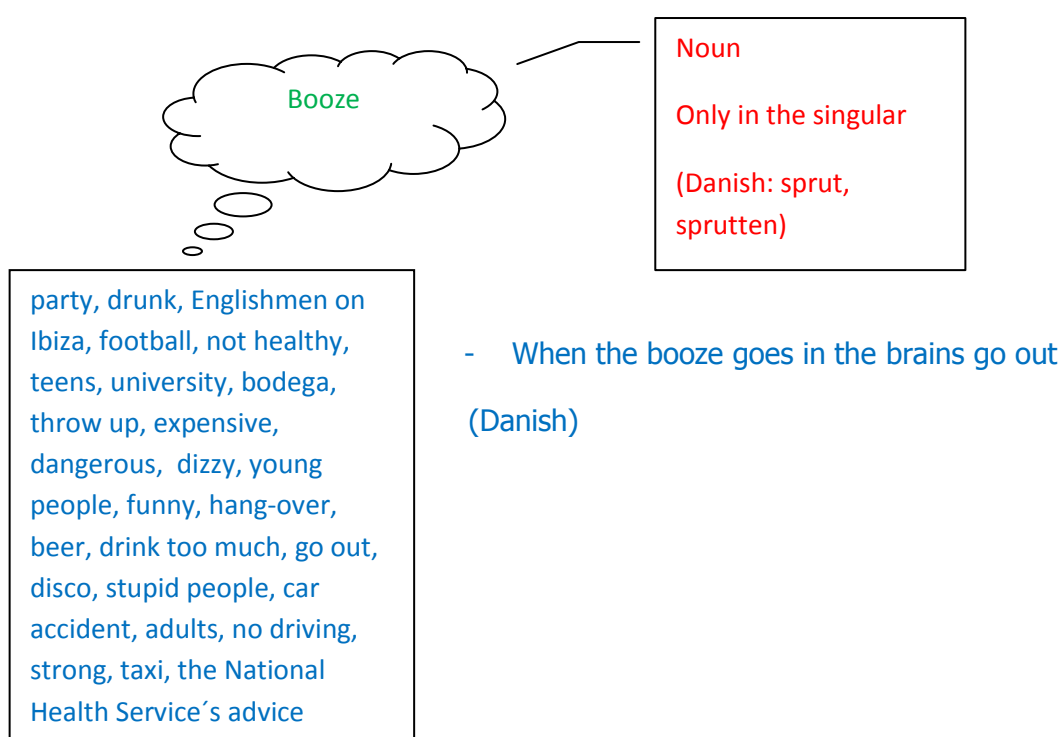 Booze
Noun
Only in the singular
(Danish: sprut,
sprutten)
party, drunk, Englishmen on
Ibiza, football, not healthy,
teens, university, bodega,
throw up, expensive,
dangerous,  dizzy, young
people, funny, hang-over,
beer, drink too much, go out,
disco, stupid people, car
accident, adults, no driving,
strong, taxi, the National
Health Service´s advice
- When the booze goes in the brains go out
(Danish)